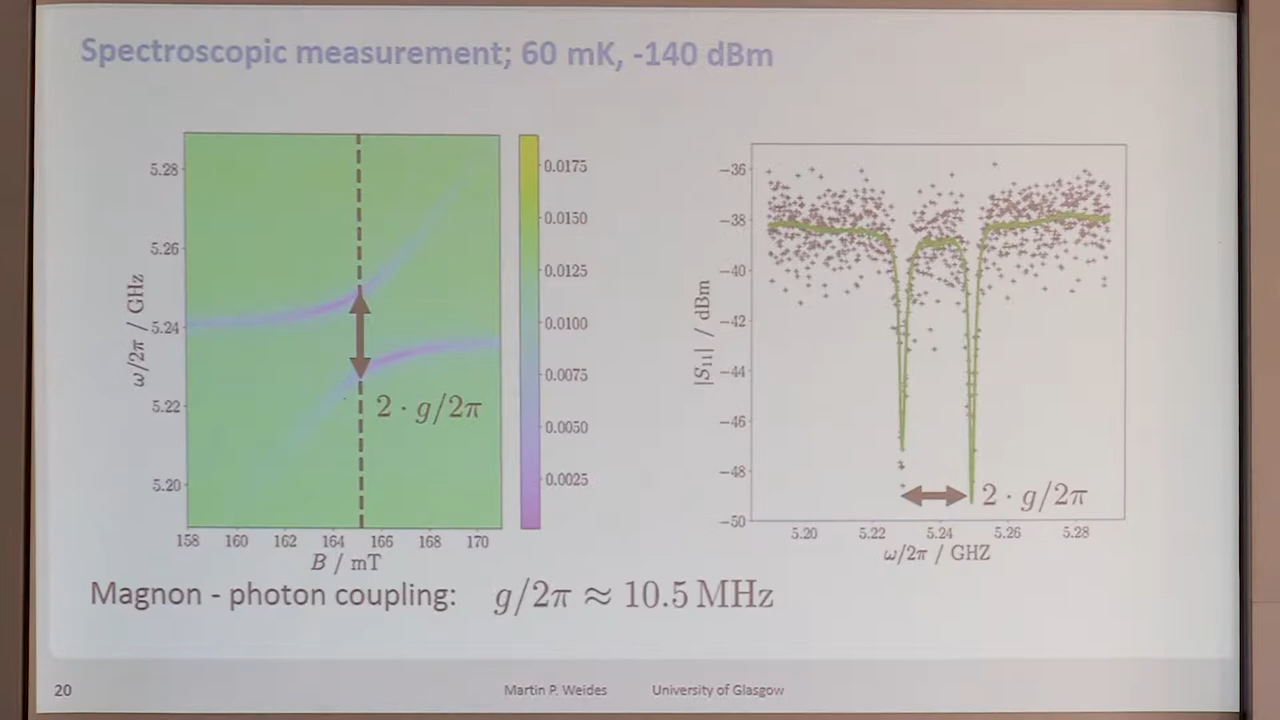 Spectroscopic measurement; 60 mK, -140 dBm
5.28
5.26
5.24
5.22
5.20
ω/2π / GHz
158 160 162 164 166 168 170
B / mT
2 · g/2π
0.0175
0.0150
0.0125
0.0100
0.0075
0.0050
0.0025
−36
−38
−40
−42
−44
−46
−48
−50
|S₁₁| / dBm
2 · g/2π
5.20 5.22 5.24 5.26 5.28
ω/2π / GHZ
Magnon - photon coupling: g/2π ≈ 10.5 MHz
20 Martin P. Weides University of Glasgow